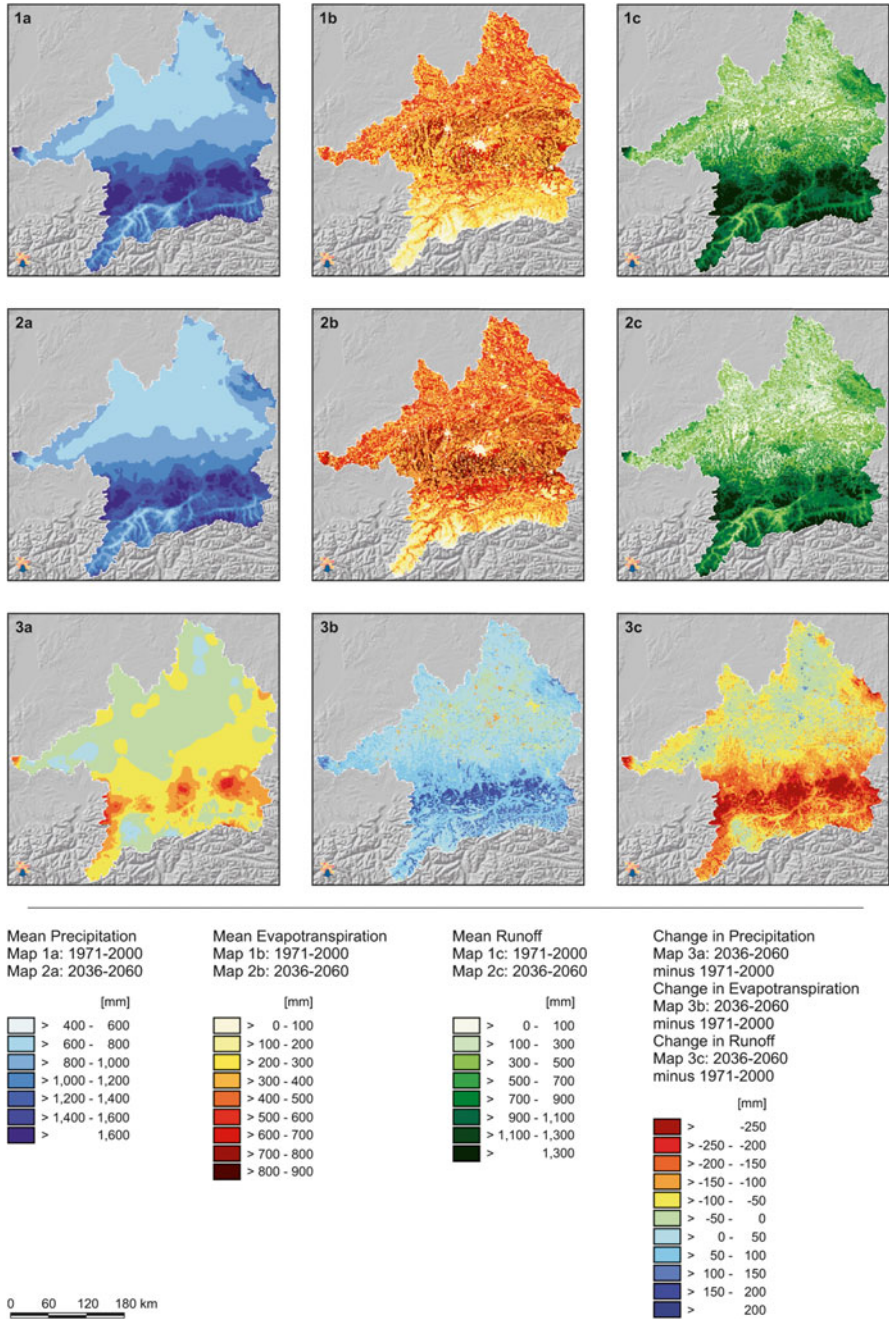 1a
1b
1c
2a
2b
2c
3a
3b
3c
Mean Precipitation
Map 1a: 1971-2000
Map 2a: 2036-2060
[mm]
> 400 - 600
> 600 - 800
> 800 - 1,000
> 1,000 - 1,200
> 1,200 - 1,400
> 1,400 - 1,600
> 1,600
Mean Evapotranspiration
Map 1b: 1971-2000
Map 2b: 2036-2060
[mm]
> 0 - 100
> 100 - 200
> 200 - 300
> 300 - 400
> 400 - 500
> 500 - 600
> 600 - 700
> 700 - 800
> 800 - 900
Mean Runoff
Map 1c: 1971-2000
Map 2c: 2036-2060
[mm]
> 0 - 100
> 100 - 300
> 300 - 500
> 500 - 700
> 700 - 900
> 900 - 1,100
> 1,100 - 1,300
> 1,300
Change in Precipitation
Map 3a: 2036-2060
minus 1971-2000
Change in Evapotranspiration
Map 3b: 2036-2060
minus 1971-2000
Change in Runoff
Map 3c: 2036-2060
minus 1971-2000
[mm]
> -250
> -250 - -200
> -200 - -150
> -150 - -100
> -100 - -50
> -50 - 0
> 0 - 50
> 50 - 100
> 100 - 150
> 150 - 200
> 200
0 60 120 180 km